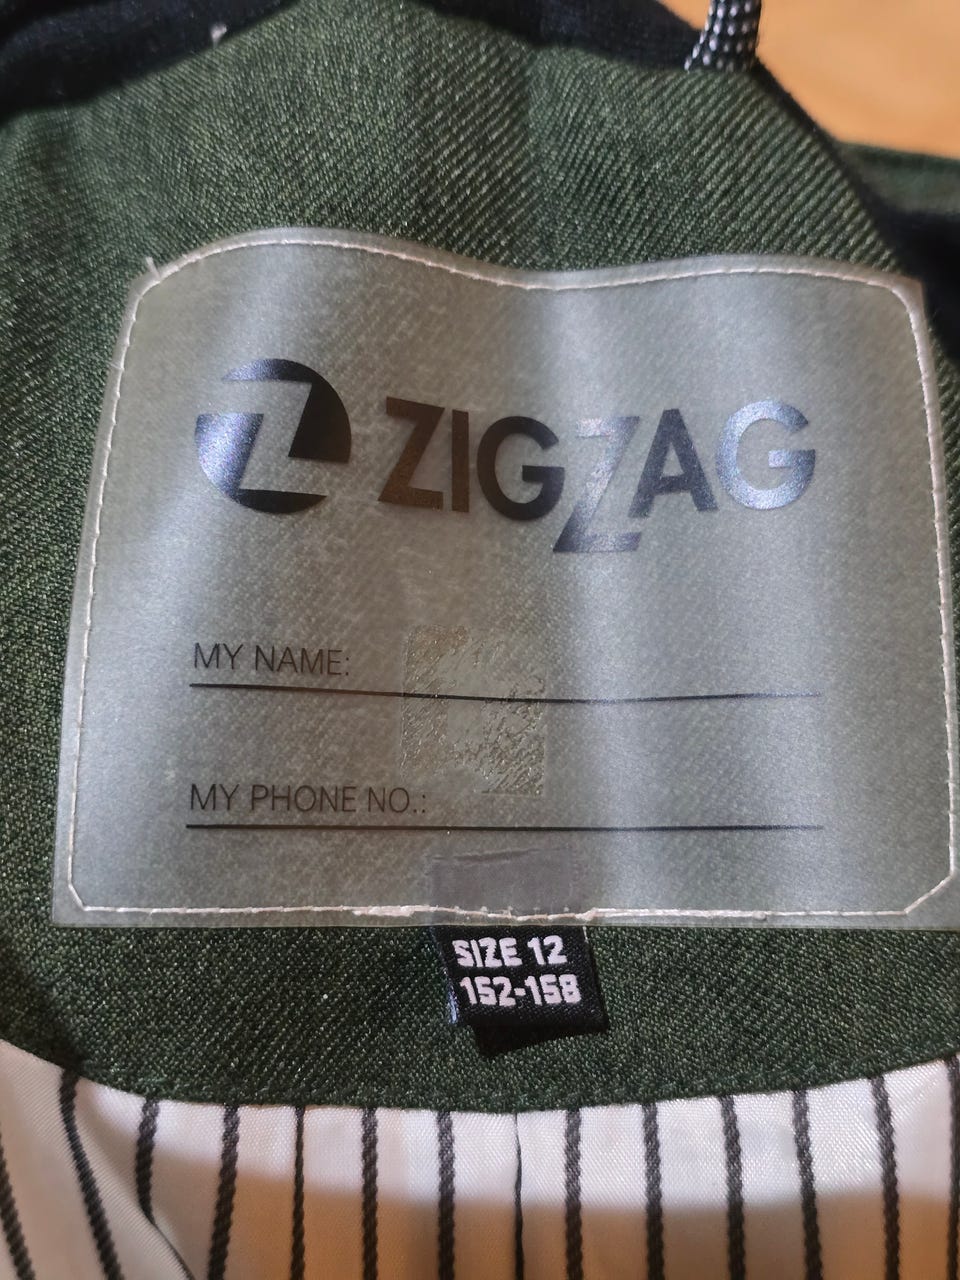 Z ZIGZAG
MY NAME:
MY PHONE NO.:
SIZE 12
152-158